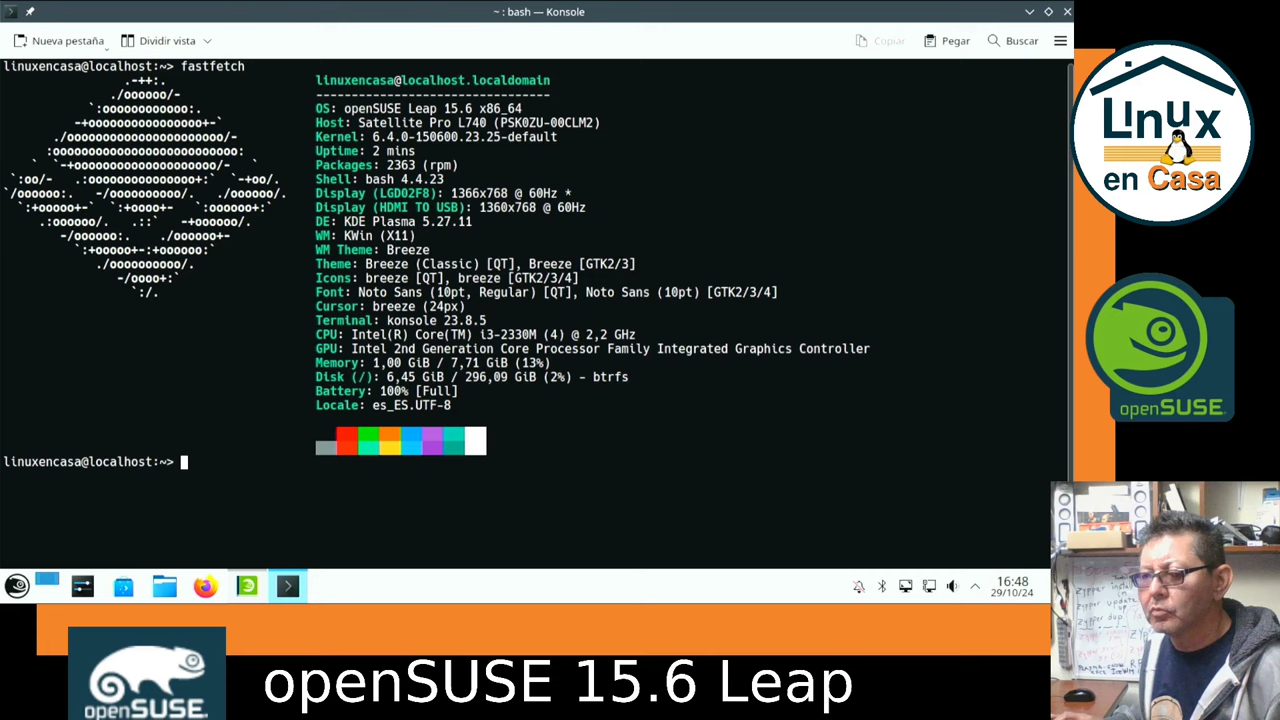 ~ : bash — Konsole
Nueva pestaña
Dividir vista
Copiar
Pegar
Buscar
linuxencasa@localhost:~> fastfetch
linuxencasa@localhost.localdomain
---------------------------------
OS: openSUSE Leap 15.6 x86_64
Host: Satellite Pro L740 (PSK0ZU-00CLM2)
Kernel: 6.4.0-150600.23.25-default
Uptime: 2 mins
Packages: 2363 (rpm)
Shell: bash 4.4.23
Display (LGD02F8): 1366x768 @ 60Hz *
Display (HDMI TO USB): 1360x768 @ 60Hz
DE: KDE Plasma 5.27.11
WM: KWin (X11)
WM Theme: Breeze
Theme: Breeze (Classic) [QT], Breeze [GTK2/3]
Icons: breeze [QT], breeze [GTK2/3/4]
Font: Noto Sans (10pt, Regular) [QT], Noto Sans (10pt) [GTK2/3/4]
Cursor: breeze (24px)
Terminal: konsole 23.8.5
CPU: Intel(R) Core(TM) i3-2330M (4) @ 2,2 GHz
GPU: Intel 2nd Generation Core Processor Family Integrated Graphics Controller
Memory: 1,00 GiB / 7,71 GiB (13%)
Disk (/): 6,45 GiB / 296,09 GiB (2%) - btrfs
Battery: 100% [Full]
Locale: es_ES.UTF-8
linuxencasa@localhost:~>
16:48
29/10/24
Linux
en Casa
openSUSE
Zypper install
Zypper update
Zypper dup
openSUSE
openSUSE 15.6 Leap